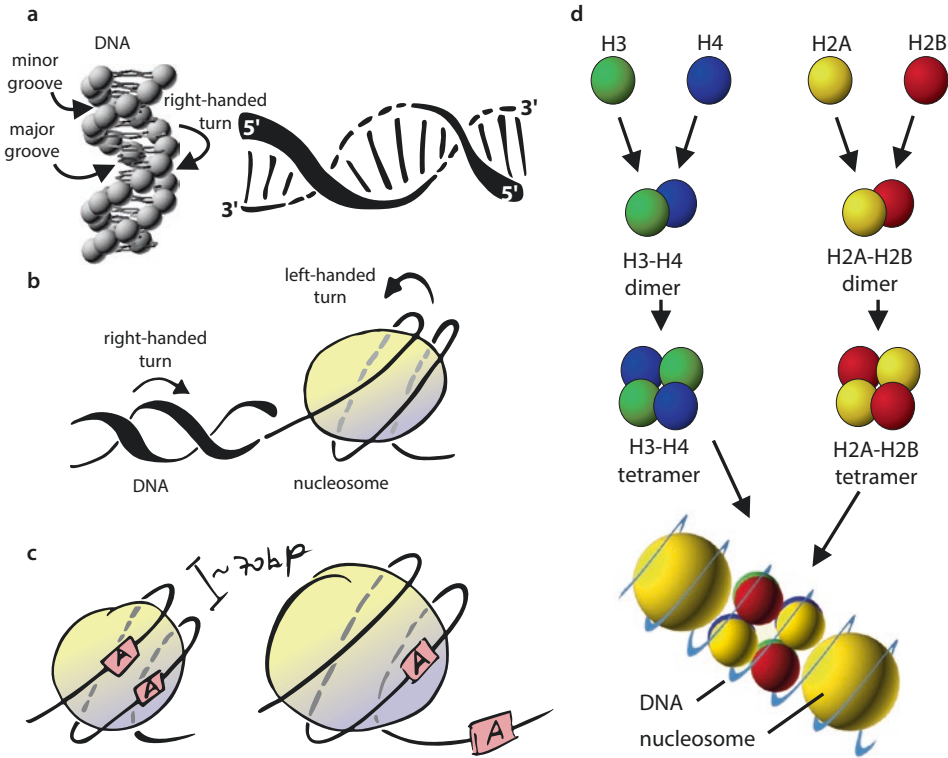 a
DNA
minor
groove
major
groove
right-handed
turn
5'
3'
3'
5'
b
left-handed
turn
right-handed
turn
DNA
nucleosome
c
~70bp
A
A
A
A
d
H3
H4
H2A
H2B
H3-H4
dimer
H2A-H2B
dimer
H3-H4
tetramer
H2A-H2B
tetramer
DNA
nucleosome